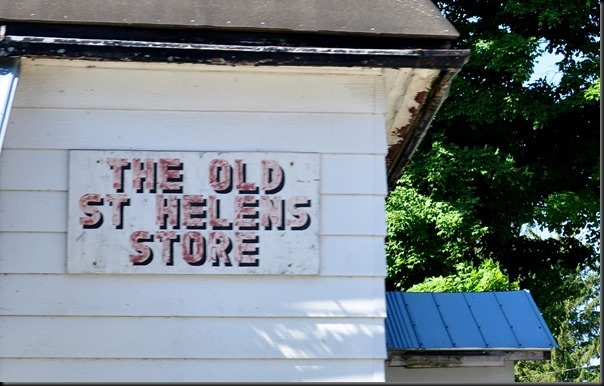 THE OLD
ST HELENS
STORE